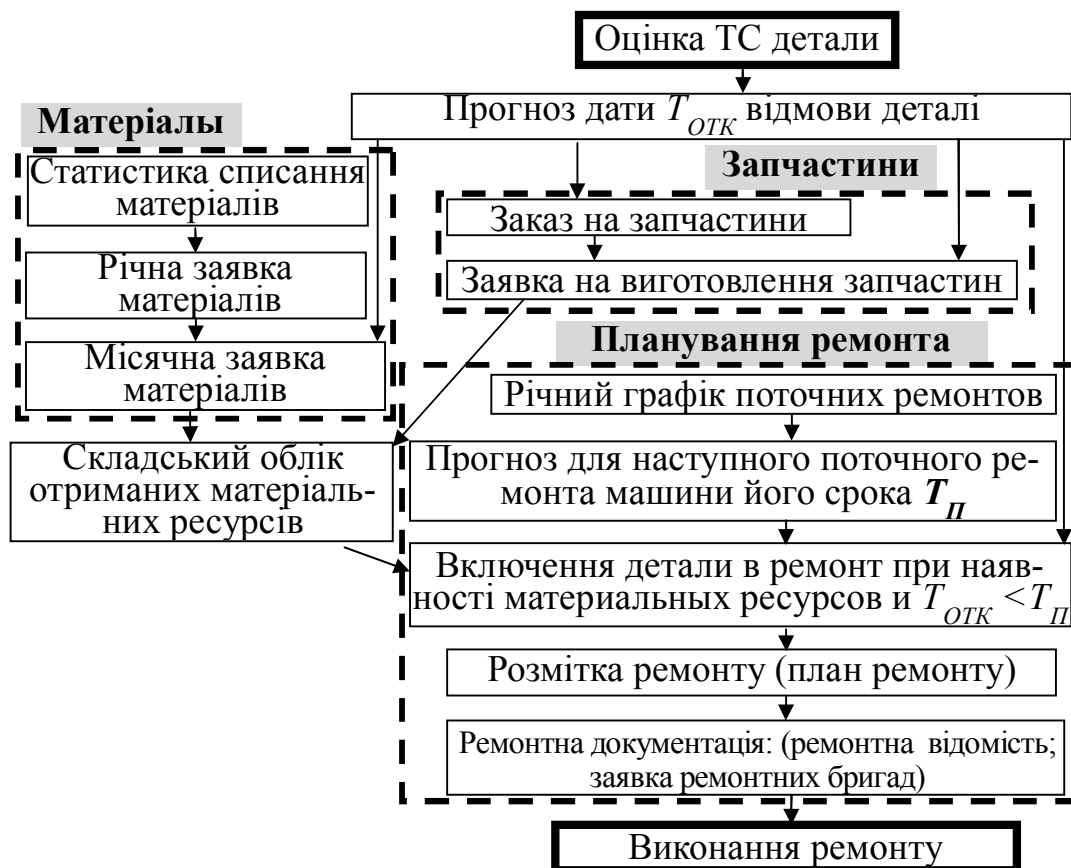 Оцінка ТС детали
Прогноз дати T_ОТК відмови деталі
Матеріалы
Статистика списання
матеріалів
Річна заявка
матеріалів
Місячна заявка
матеріалів
Складський облік
отриманих матеріаль-
них ресурсів
Запчастини
Заказ на запчастини
Заявка на виготовлення запчастин
Планування ремонта
Річний графік поточних ремонтов
Прогноз для наступного поточного ре-
монта машини його срока T_П
Включення детали в ремонт при наяв-
ності материальных ресурсов и T_ОТК <T_П
Розмітка ремонту (план ремонту)
Ремонтна документація: (ремонтна відомість;
заявка ремонтних бригад)
Виконання ремонту